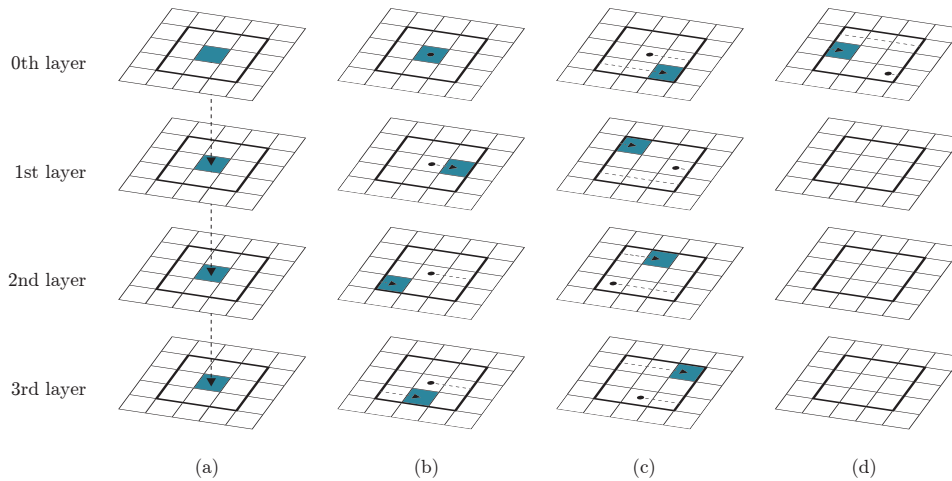 0th layer
1st layer
2nd layer
3rd layer
(a) (b) (c) (d)